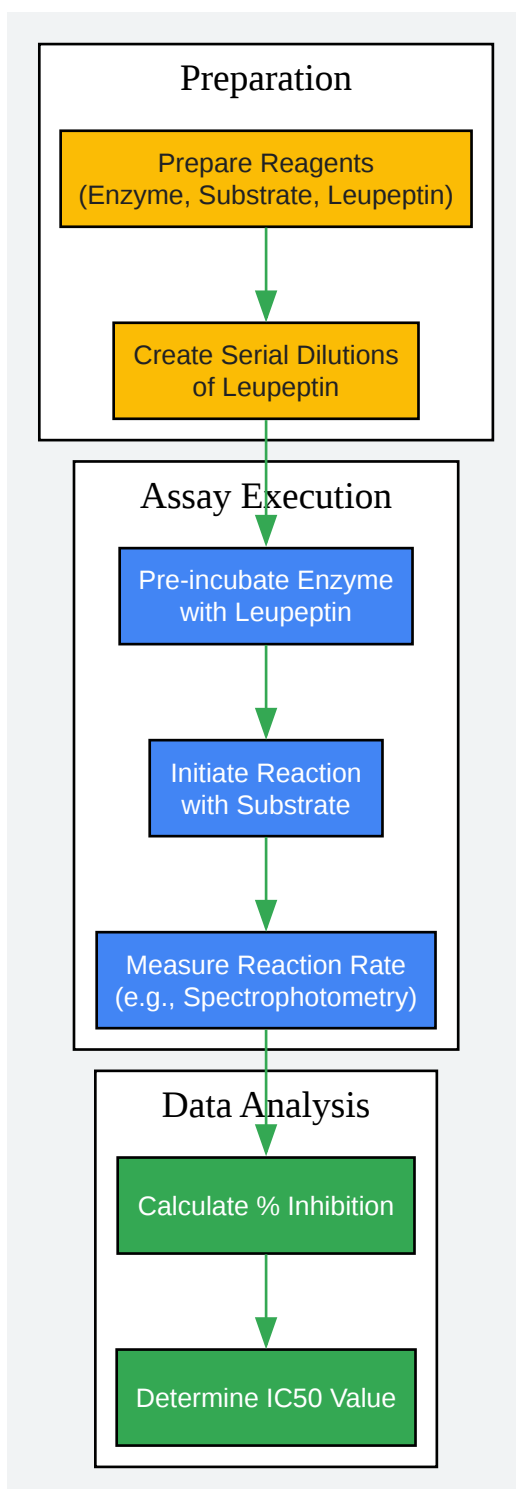 Preparation
Prepare Reagents
(Enzyme, Substrate, Leupeptin)
Create Serial Dilutions
of Leupeptin
Assay Execution
Pre-incubate Enzyme
with Leupeptin
Initiate Reaction
with Substrate
Measure Reaction Rate
(e.g., Spectrophotometry)
Data Analysis
Calculate % Inhibition
Determine IC50 Value